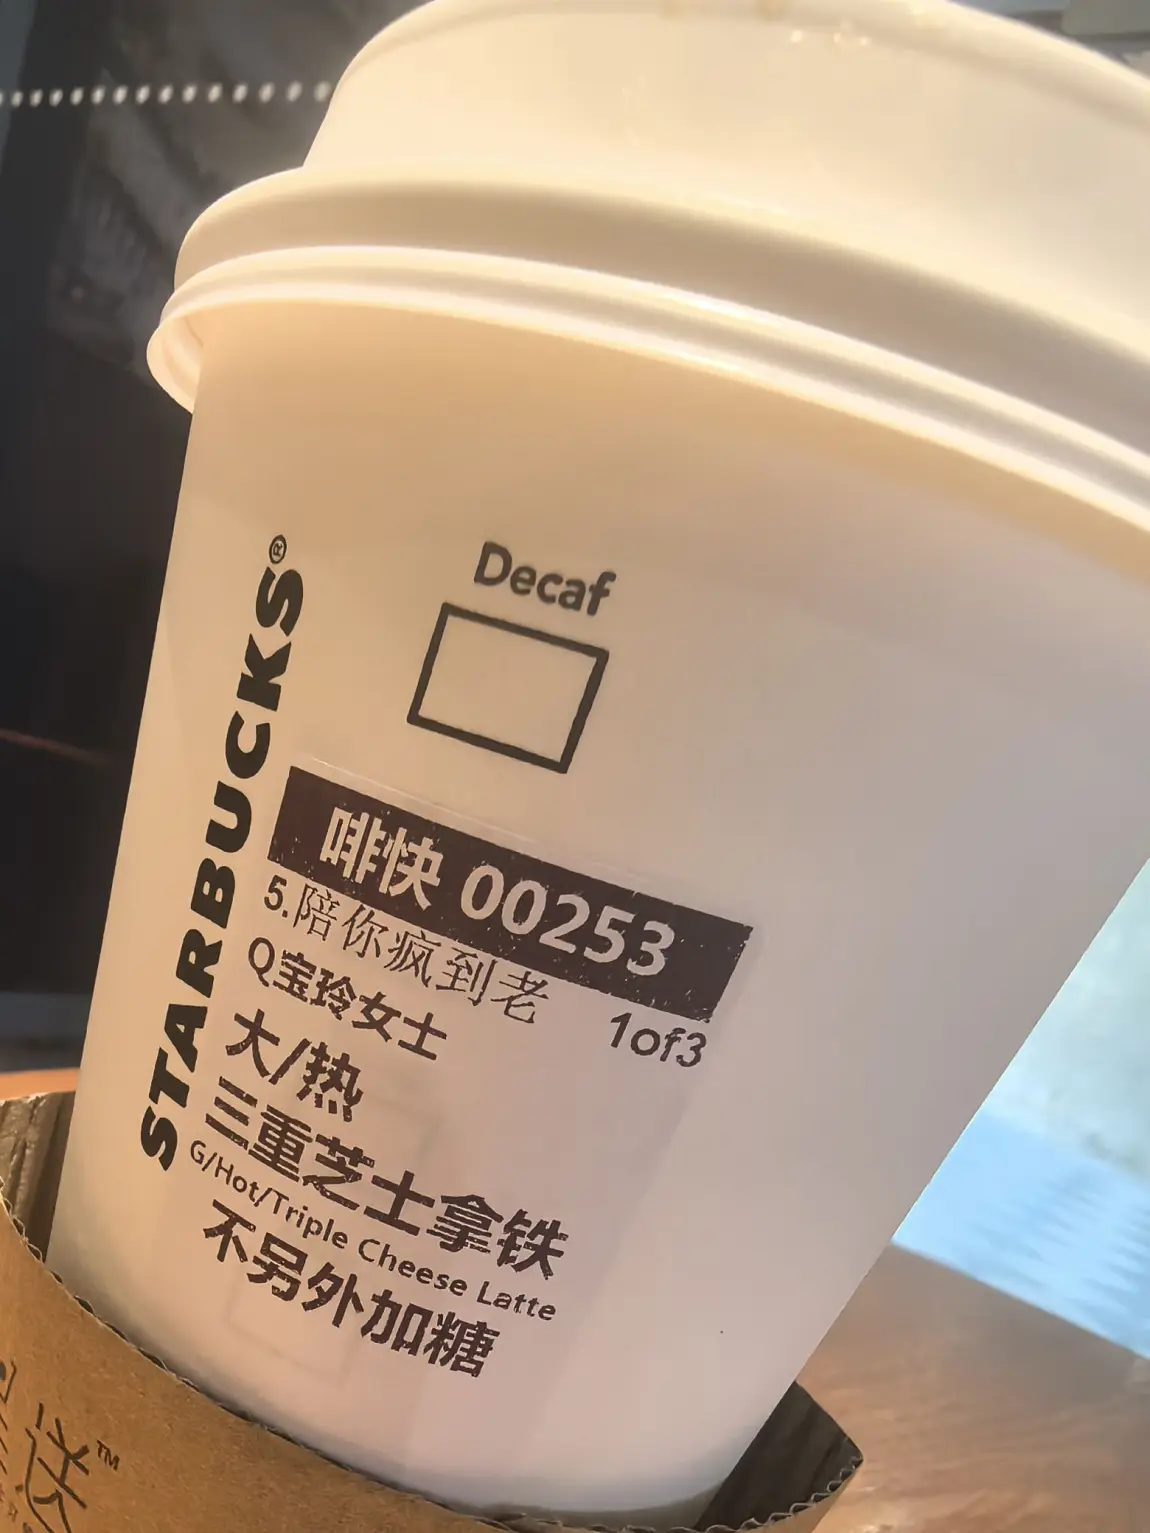 STARBUCKS®
Decaf
啡快 00253
5.陪你疯到老
1of3
Q宝玲女士
大/热
三重芝士拿铁
G/Hot/Triple Cheese Latte
不另外加糖
TM